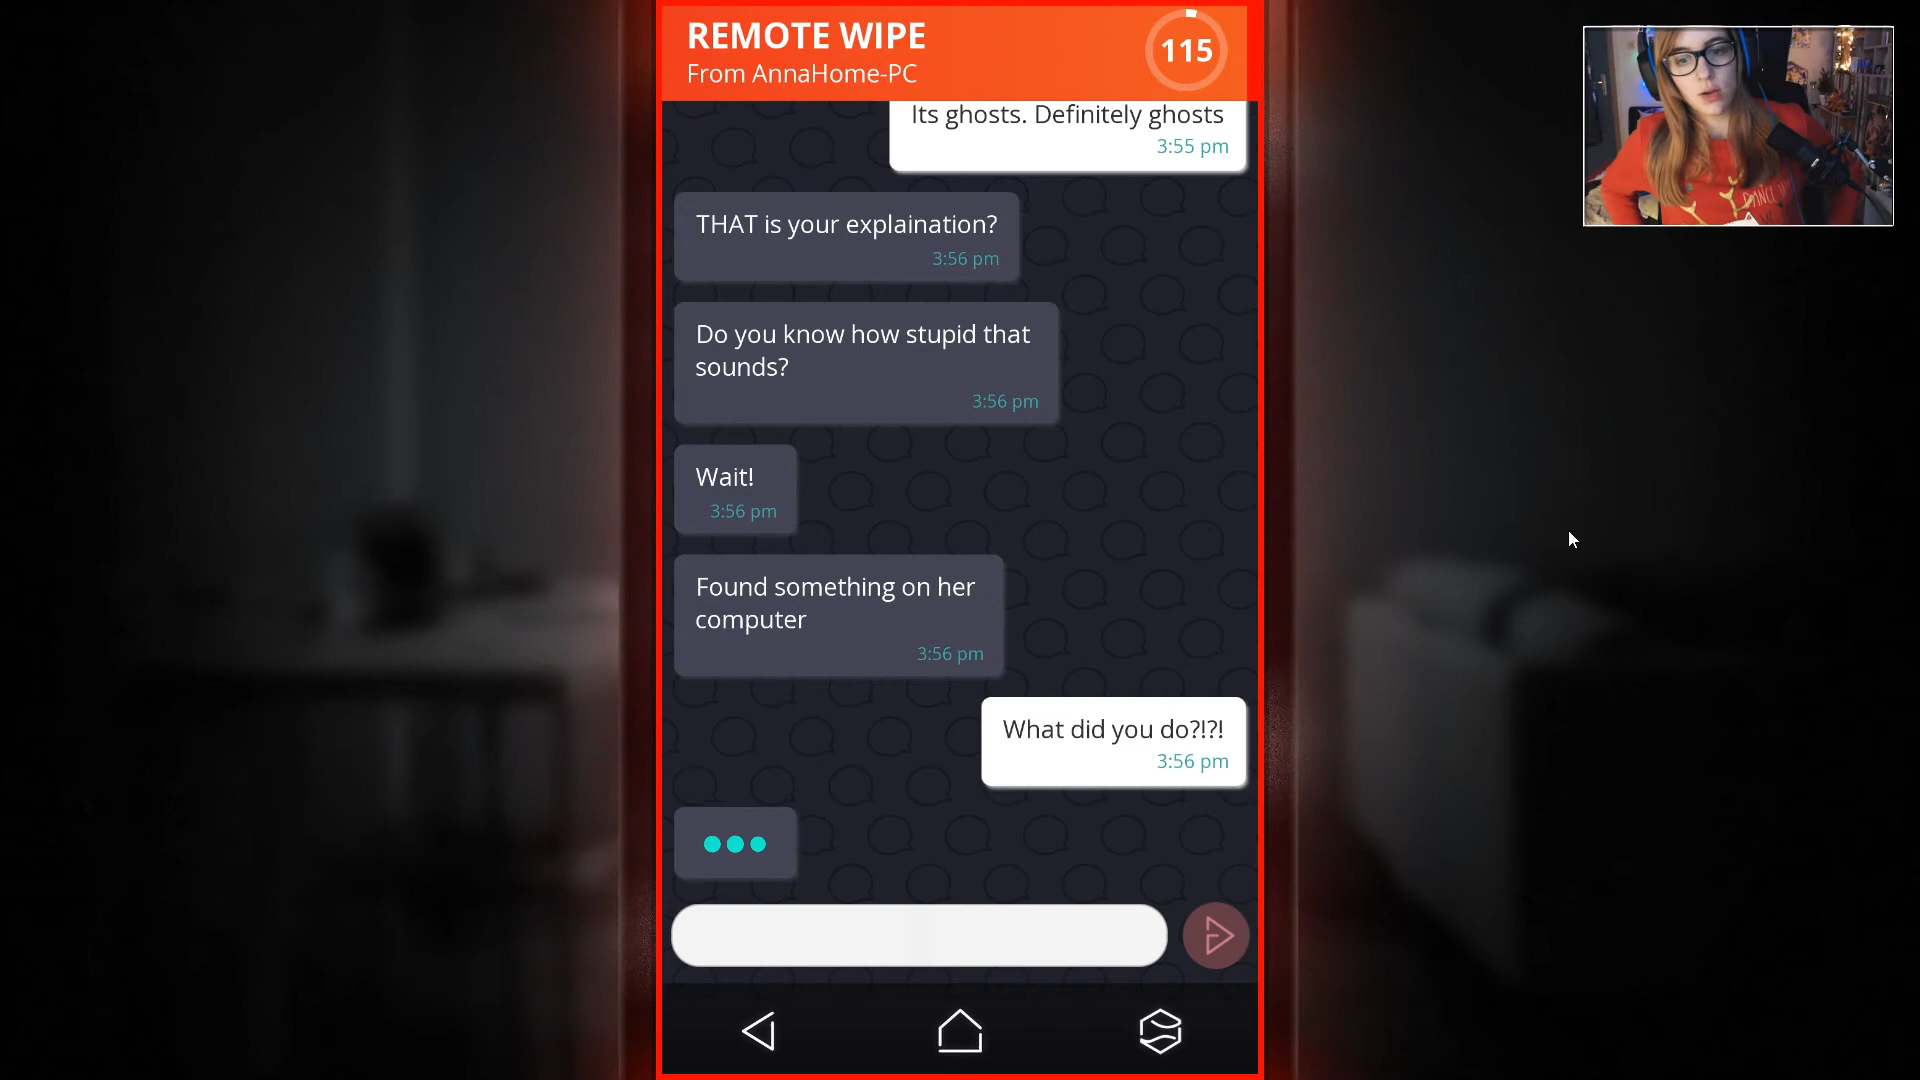 REMOTE WIPE
From AnnaHome-PC
115
Its ghosts. Definitely ghosts
3:55 pm
THAT is your explaination?
3:56 pm
Do you know how stupid that
sounds?
3:56 pm
Wait!
3:56 pm
Found something on her
computer
3:56 pm
What did you do?!?!
3:56 pm